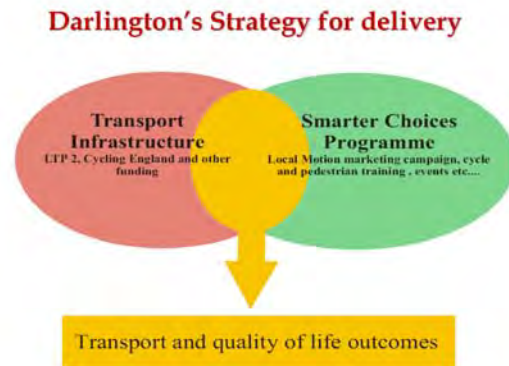 Darlington's Strategy for delivery
Transport
Infrastructure
LTP 2, Cycling England and other
funding
Smarter Choices
Programme
Local Motion marketing campaign, cycle
and pedestrian training , events etc....
Transport and quality of life outcomes